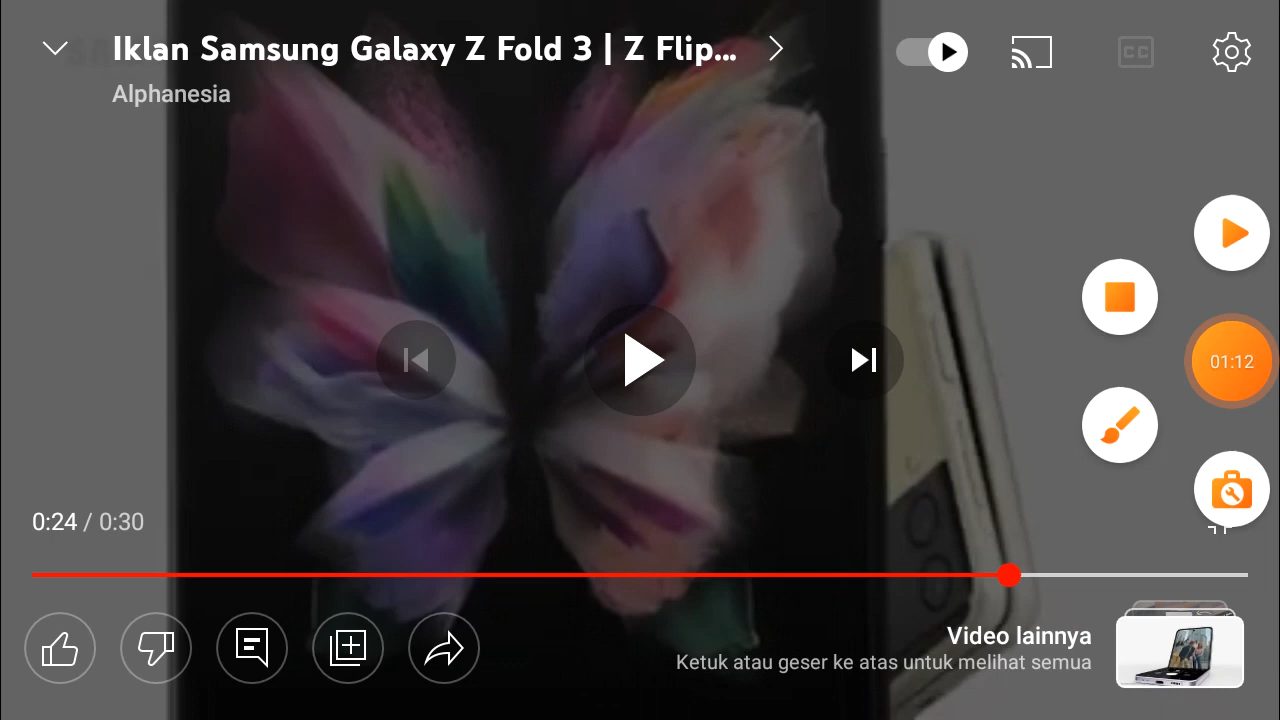 Iklan Samsung Galaxy Z Fold 3 | Z Flip...
Alphanesia
CC
01:12
0:24 / 0:30
Video lainnya
Ketuk atau geser ke atas untuk melihat semua